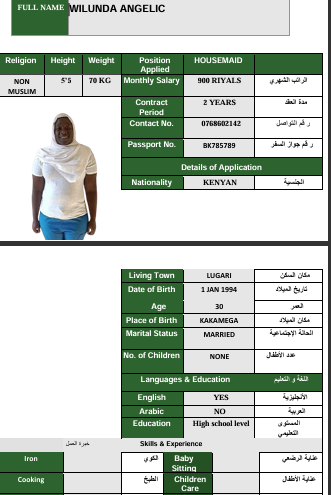 FULL NAME WILUNDA ANGELIC
Religion Height Weight Position Applied HOUSEMAID
NON MUSLIM 5'5 70 KG Monthly Salary 900 RIYALS الراتب الشهري
Contract Period 2 YEARS مدة العقد
Contact No. 0768602142 رقم التواصل
Passport No. BK785789 رقم جواز السفر
Details of Application
Nationality KENYAN الجنسية
Living Town LUGARI مكان السكن
Date of Birth 1 JAN 1994 تاريخ الميلاد
Age 30 العمر
Place of Birth KAKAMEGA مكان الميلاد
Marital Status MARRIED الحالة الإجتماعية
No. of Children NONE عدد الأطفال
Languages & Education اللغة و التعليم
English YES الأنجليزية
Arabic NO العربية
Education High school level المستوى التعليمي
خبرة العمل Skills & Experience
Iron الكوي Baby Sitting عناية الرضعي
Cooking الطبخ Children Care عناية الأطفال